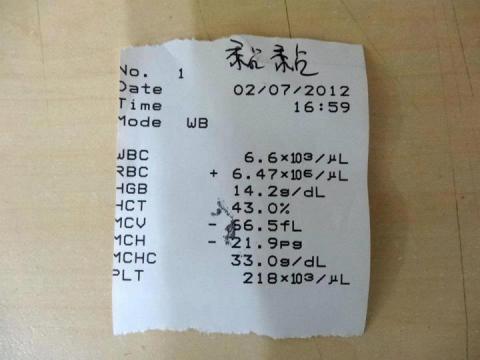 黏黏
No. 1
Date 02/07/2012
Time 16:59
Mode WB
WBC 6.6×10³/µL
RBC + 6.47×10⁶/µL
HGB 14.2g/dL
HCT 43.0%
MCV - 66.5fL
MCH - 21.9pg
MCHC 33.0g/dL
PLT 218×10³/µL